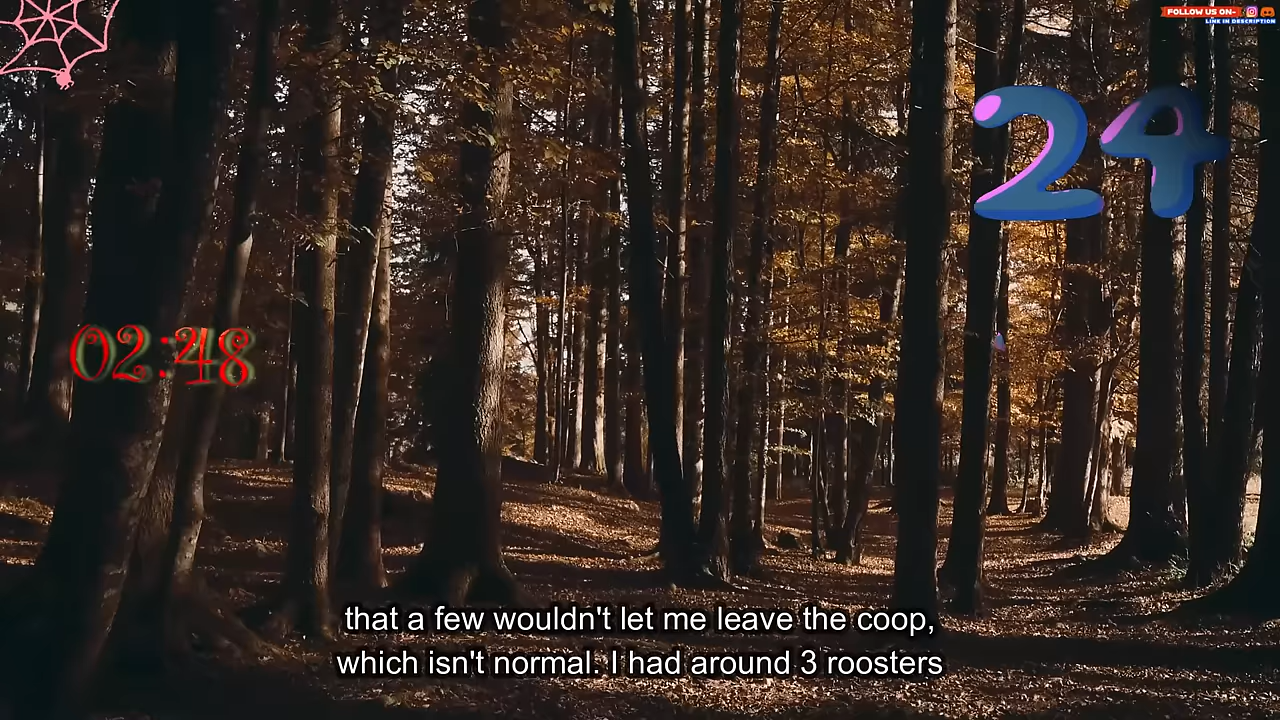 FOLLOW US ON-
LINK IN DESCRIPTION
24
02:48
that a few wouldn't let me leave the coop,
which isn't normal. I had around 3 roosters